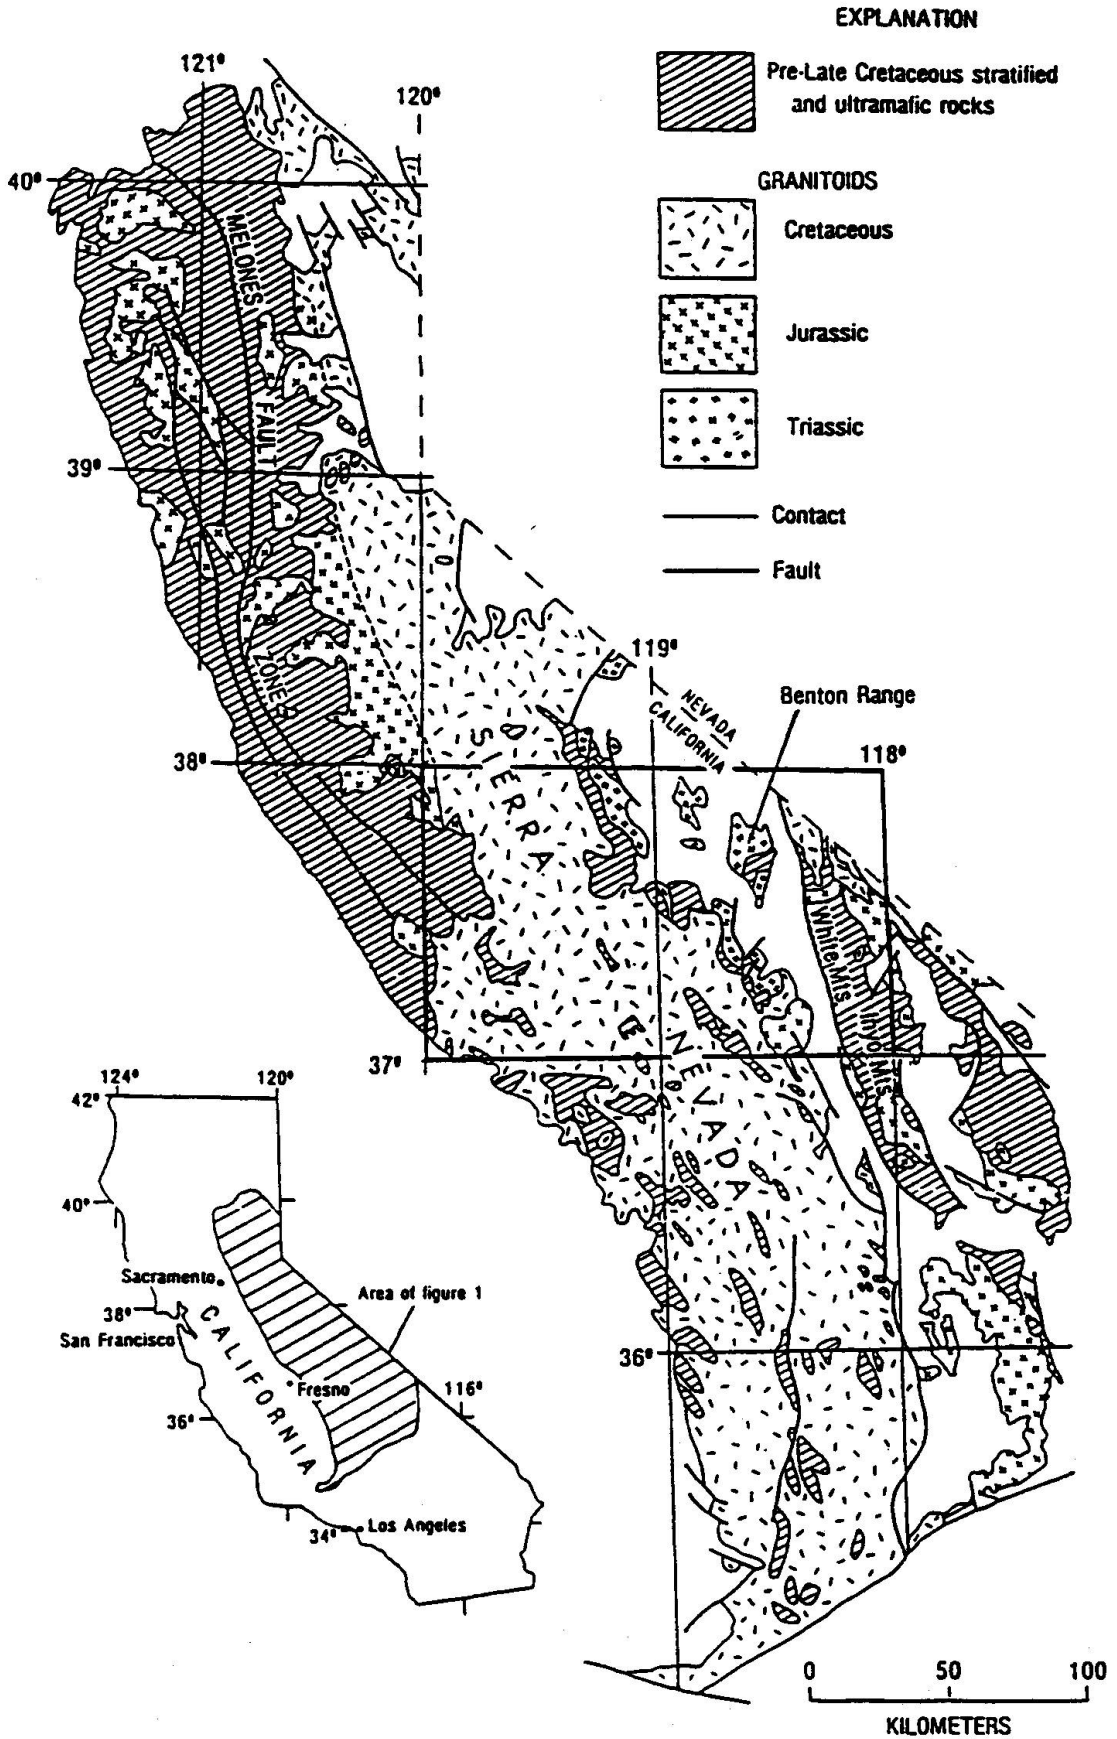 EXPLANATION
Pre-Late Cretaceous stratified
and ultramafic rocks
GRANITOIDS
Cretaceous
Jurassic
Triassic
Contact
Fault
121°
120°
40°
MELONES
FAULT
ZONE
39°
119°
NEVADA
CALIFORNIA
Benton Range
118°
38°
SIERRA
NEVADA
White Mts
Inyo Mts
37°
36°
124°
120°
42°
40°
Sacramento
38°
San Francisco
CALIFORNIA
Area of figure 1
Fresno
116°
36°
34°
Los Angeles
0 50 100
KILOMETERS